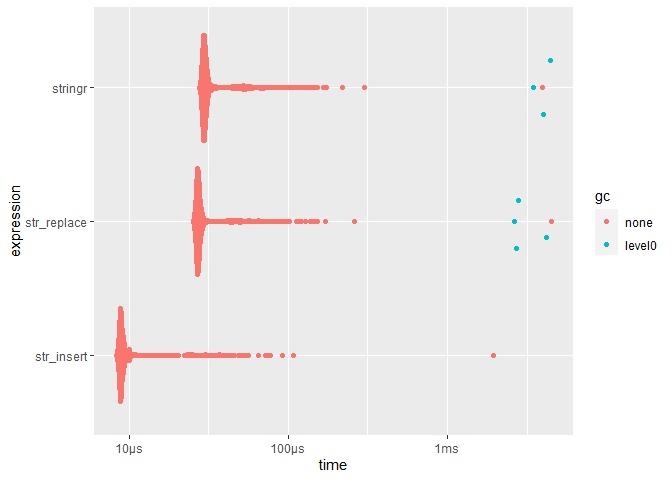 stringr
str_replace
str_insert
expression
10µs
100µs
1ms
time
gc
none
level0